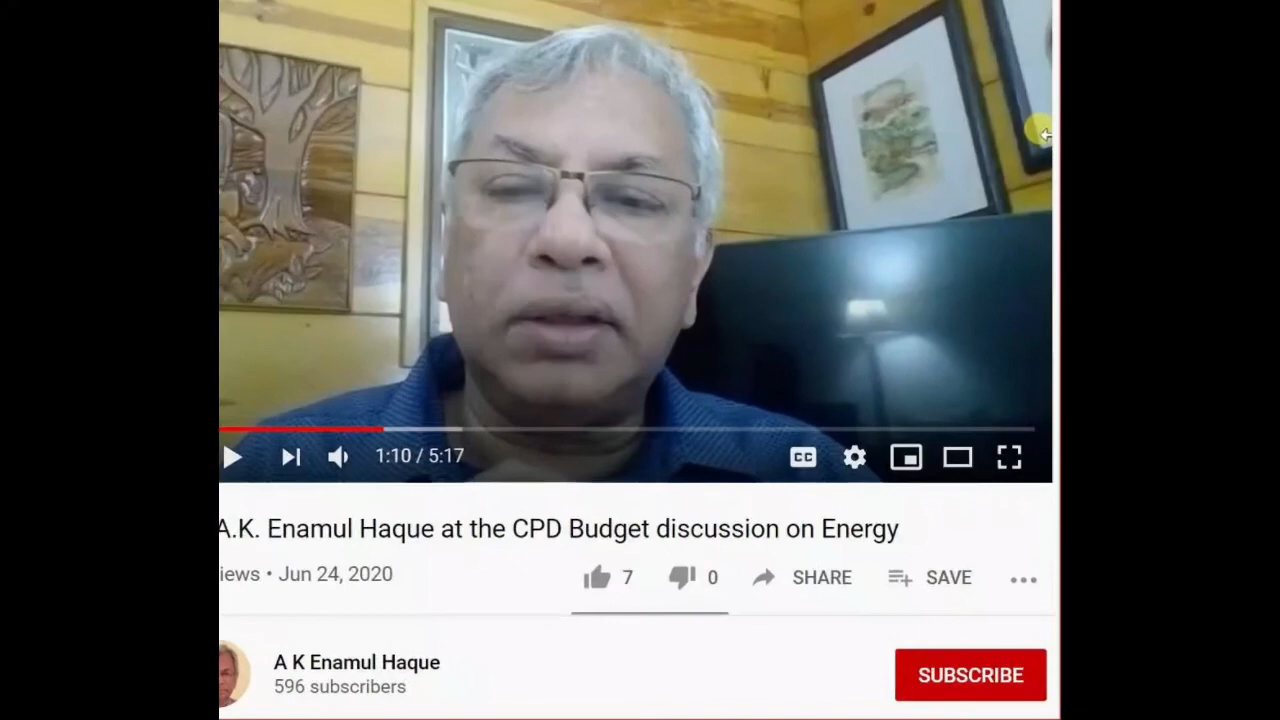 CC
1:10 / 5:17
A.K. Enamul Haque at the CPD Budget discussion on Energy
iews • Jun 24, 2020
7 0 SHARE SAVE
A K Enamul Haque
596 subscribers
SUBSCRIBE